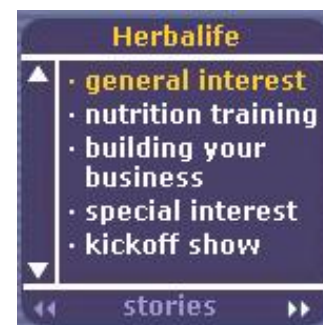 Herbalife
· general interest
· nutrition training
· building your
business
· special interest
· kickoff show
stories